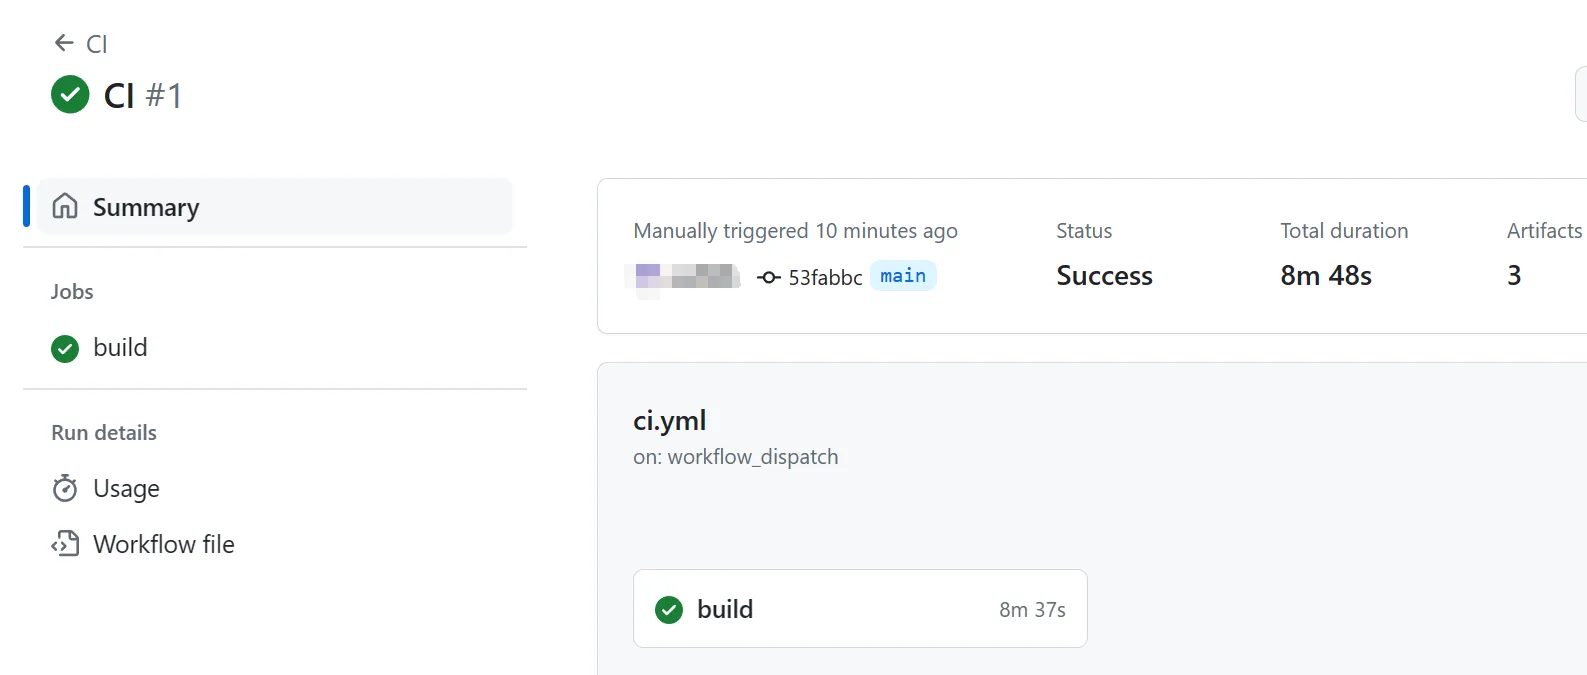 CI
CI #1
Summary
Jobs
build
Run details
Usage
Workflow file
Manually triggered 10 minutes ago
53fabbc main
Status
Success
Total duration
8m 48s
Artifacts
3
ci.yml
on: workflow_dispatch
build 8m 37s